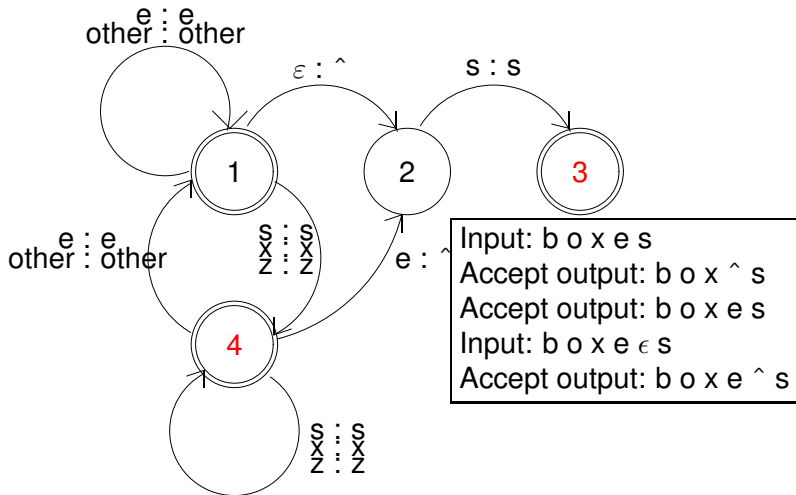 e : e
other : other
ε : ^
s : s
1
2
3
e : e
other : other
s : s
x : x
z : z
e : ^
4
s : s
x : x
z : z
Input: b o x e s
Accept output: b o x ^ s
Accept output: b o x e s
Input: b o x e ϵ s
Accept output: b o x e ^ s